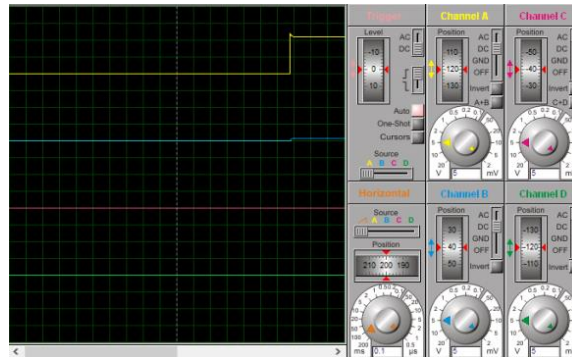 Trigger
Level
AC
DC
-10
0
10
Auto
One-Shot
Cursors
Source
A B C D
Channel A
Position
AC
DC
GND
OFF
Invert
A+B
110
120
130
V
5
mV
Channel C
Position
AC
DC
GND
OFF
Invert
C+D
-50
-40
-30
V
5
mV
Horizontal
Source
A B C D
Position
210 200 190
ms
0.1
µs
Channel B
Position
AC
DC
GND
OFF
Invert
30
40
50
V
5
mV
Channel D
Position
AC
DC
GND
OFF
Invert
-120
-110
V
5
mV